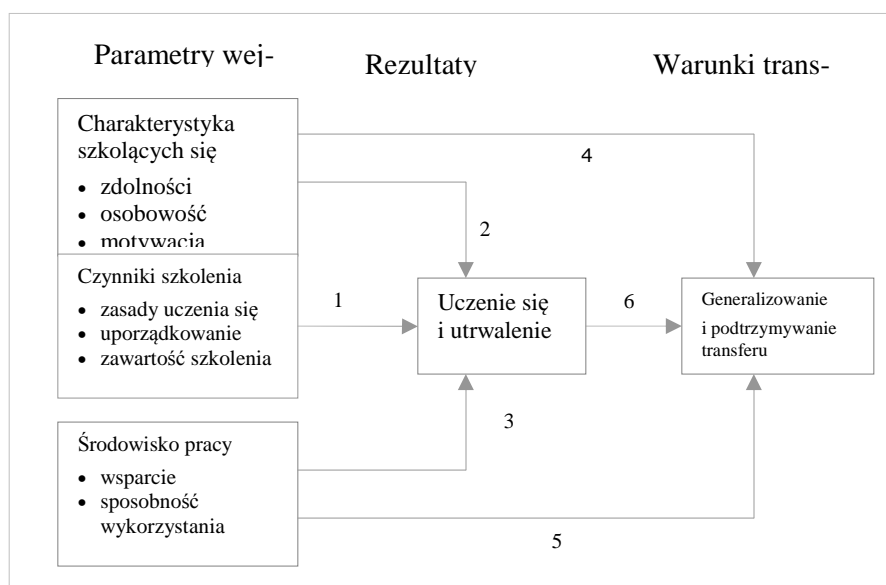 Parametry wej-
Rezultaty
Warunki trans-
Charakterystyka
szkolących się
• zdolności
• osobowość
• motywacja
Czynniki szkolenia
• zasady uczenia się
• uporządkowanie
• zawartość szkolenia
Środowisko pracy
• wsparcie
• sposobność
wykorzystania
1
2
3
4
5
6
Uczenie się
i utrwalenie
Generalizowanie
i podtrzymywanie
transferu